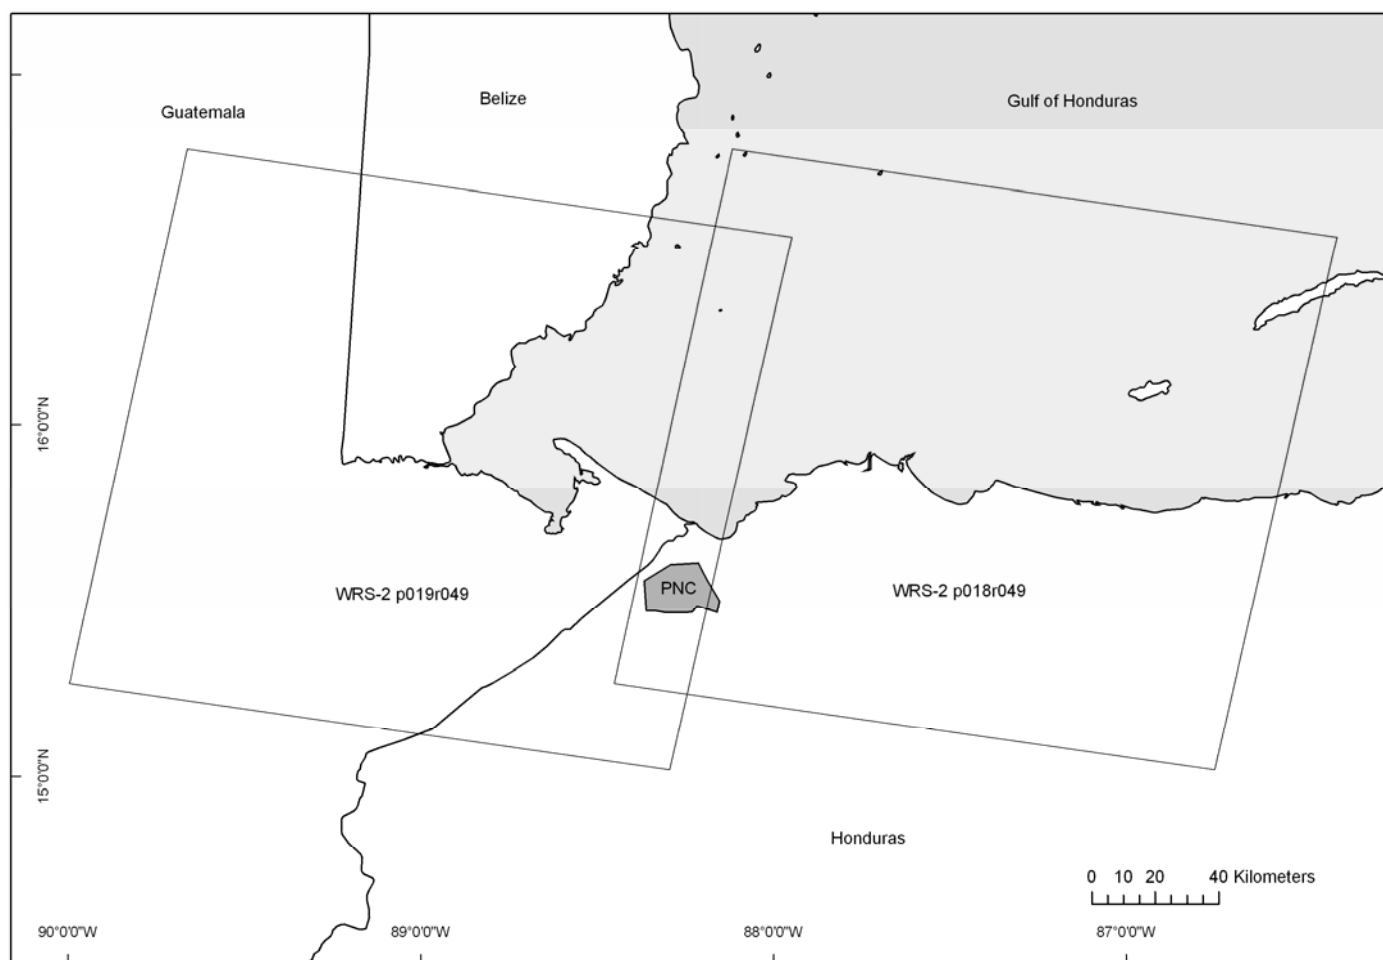 Belize
Gulf of Honduras
Guatemala
16°0'0"N
PNC
WRS-2 p019r049
WRS-2 p018r049
15°0'0"N
Honduras
0 10 20 40 Kilometers
90°0'0"W 89°0'0"W 88°0'0"W 87°0'0"W